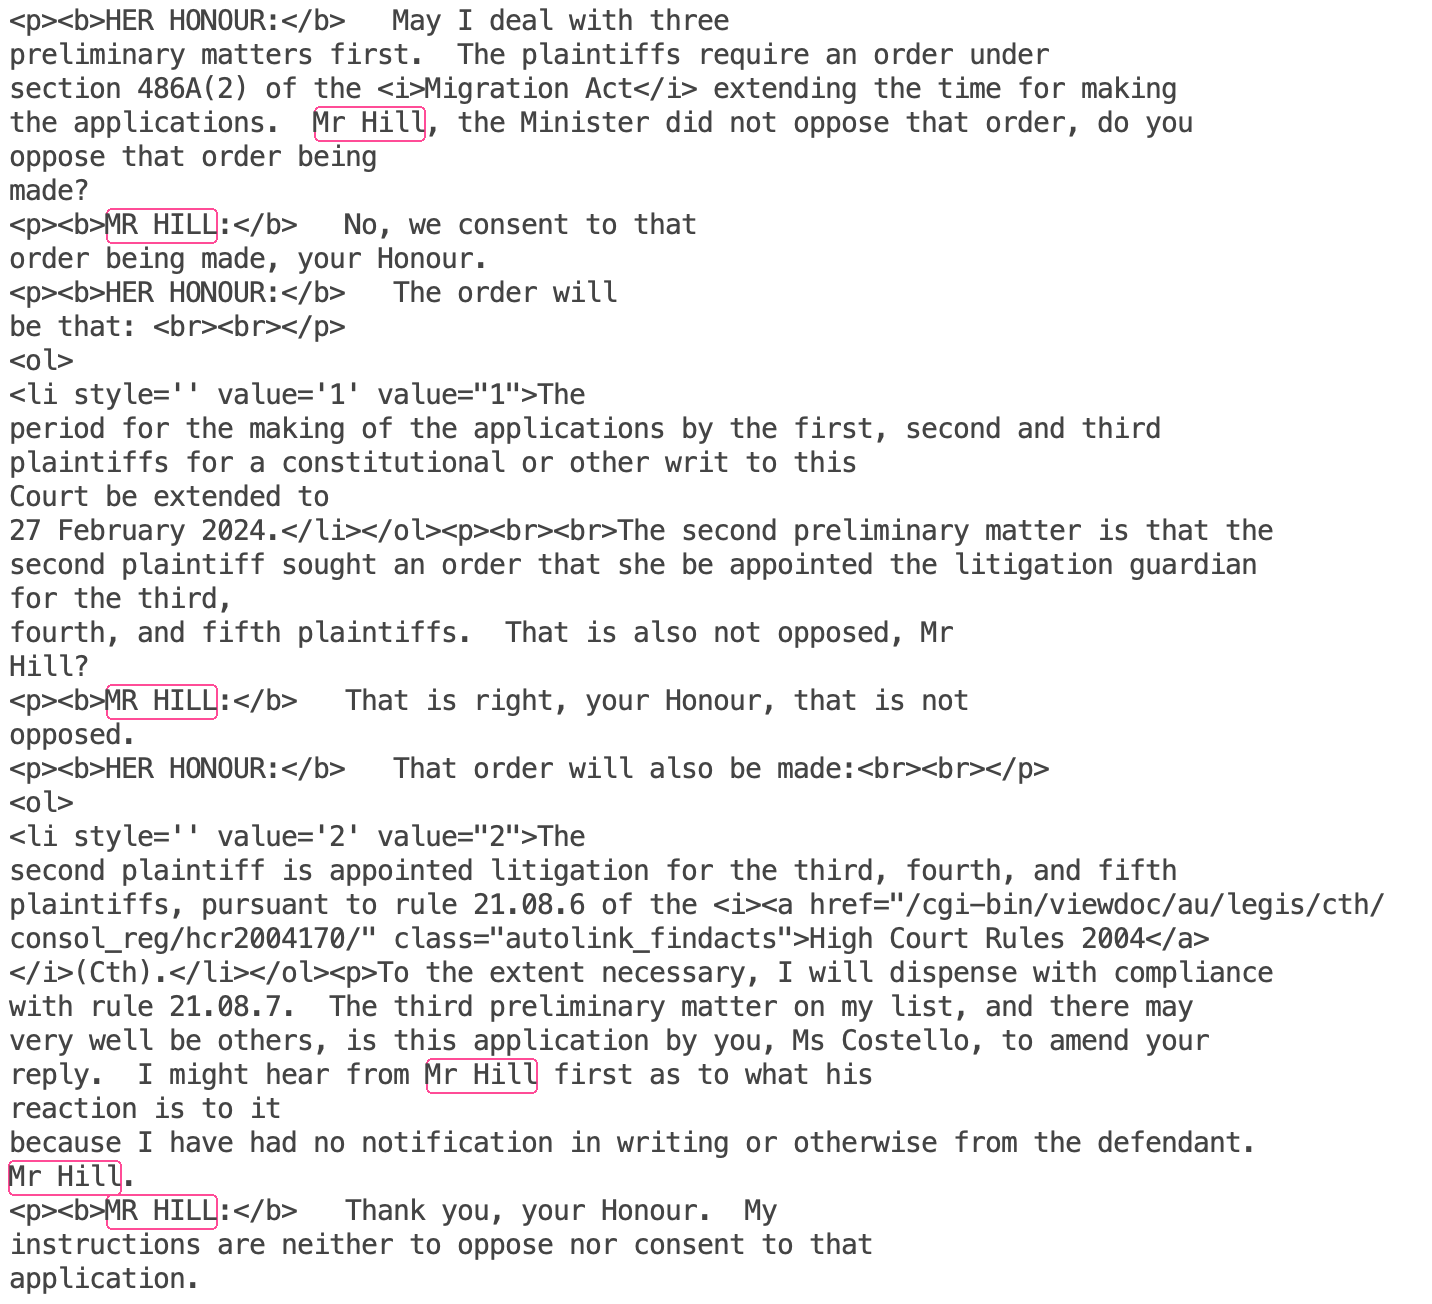 <p><b>HER HONOUR:</b>   May I deal with three
preliminary matters first.  The plaintiffs require an order under
section 486A(2) of the <i>Migration Act</i> extending the time for making
the applications.  Mr Hill, the Minister did not oppose that order, do you
oppose that order being
made?
<p><b>MR HILL:</b>   No, we consent to that
order being made, your Honour.
<p><b>HER HONOUR:</b>   The order will
be that: <br><br></p>
<ol>
<li style='' value='1' value="1">The
period for the making of the applications by the first, second and third
plaintiffs for a constitutional or other writ to this
Court be extended to
27 February 2024.</li></ol><p><br><br>The second preliminary matter is that the
second plaintiff sought an order that she be appointed the litigation guardian
for the third,
fourth, and fifth plaintiffs.  That is also not opposed, Mr
Hill?
<p><b>MR HILL:</b>   That is right, your Honour, that is not
opposed.
<p><b>HER HONOUR:</b>   That order will also be made:<br><br></p>
<ol>
<li style='' value='2' value="2">The
second plaintiff is appointed litigation for the third, fourth, and fifth
plaintiffs, pursuant to rule 21.08.6 of the <i><a href="/cgi-bin/viewdoc/au/legis/cth/
consol_reg/hcr2004170/" class="autolink_findacts">High Court Rules 2004</a>
</i>(Cth).</li></ol><p>To the extent necessary, I will dispense with compliance
with rule 21.08.7.  The third preliminary matter on my list, and there may
very well be others, is this application by you, Ms Costello, to amend your
reply.  I might hear from Mr Hill first as to what his
reaction is to it
because I have had no notification in writing or otherwise from the defendant.
Mr Hill.
<p><b>MR HILL:</b>   Thank you, your Honour.  My
instructions are neither to oppose nor consent to that
application.